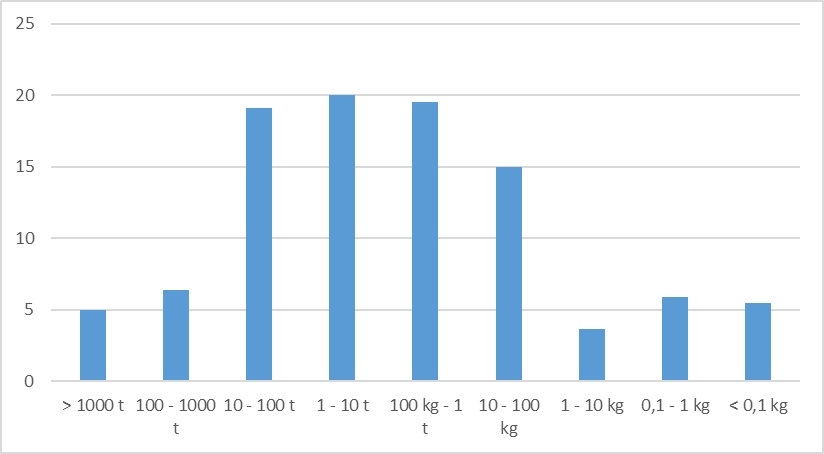 25
20
15
10
5
0
> 1000 t
100 - 1000
t
10 - 100 t
1 - 10 t
100 kg - 1
t
10 - 100
kg
1 - 10 kg
0,1 - 1 kg
< 0,1 kg